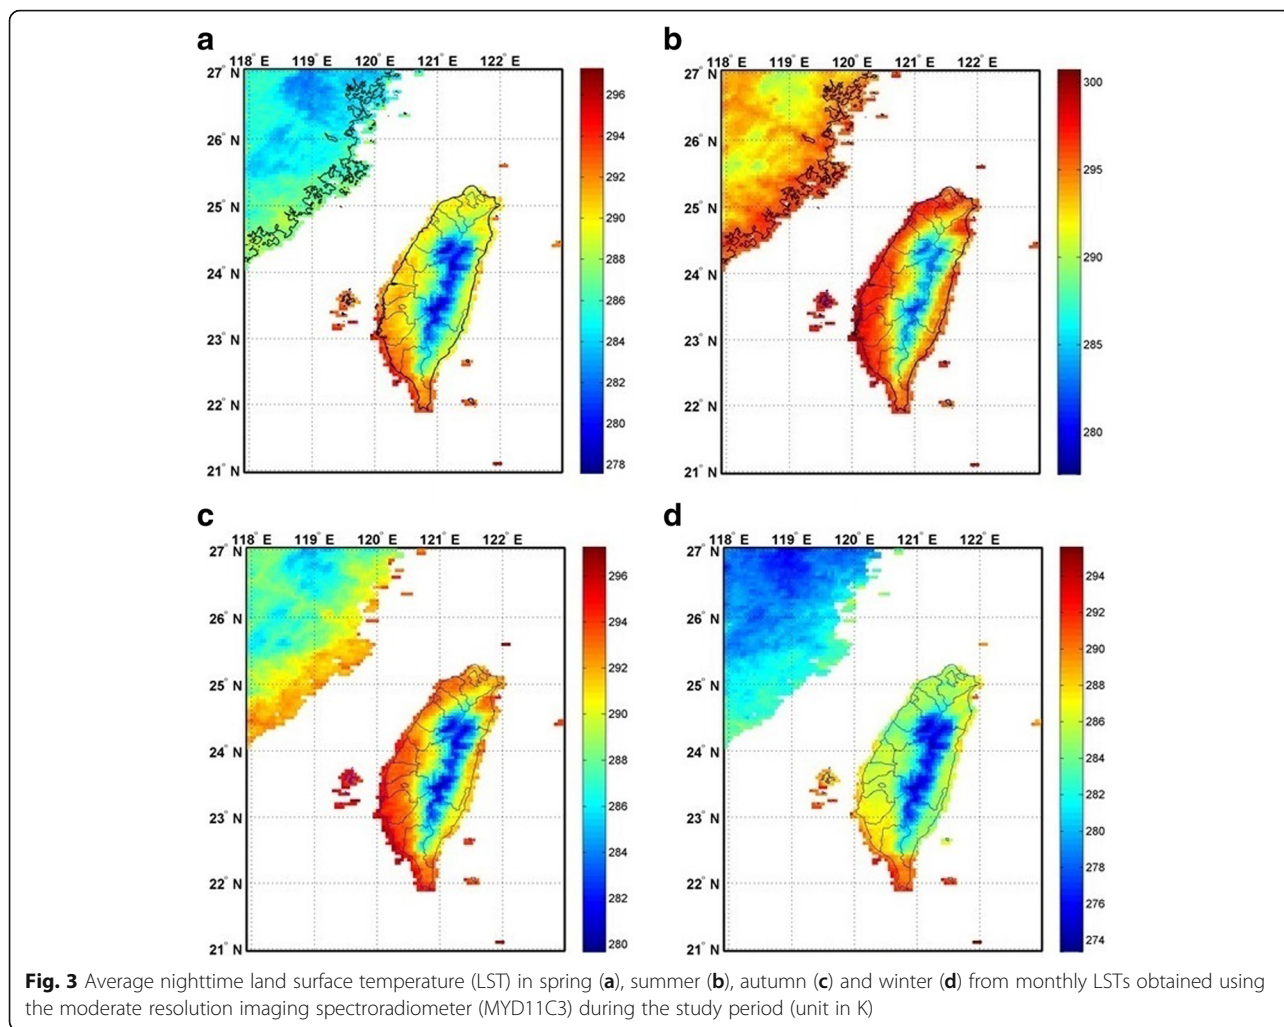 a
118° E 119° E 120° E 121° E 122° E
27° N
26° N
25° N
24° N
23° N
22° N
21° N
296
294
292
290
288
286
284
282
280
278
b
118° E 119° E 120° E 121° E 122° E
27° N
26° N
25° N
24° N
23° N
22° N
21° N
300
295
290
285
280
c
118° E 119° E 120° E 121° E 122° E
27° N
26° N
25° N
24° N
23° N
22° N
21° N
296
294
292
290
288
286
284
282
280
d
118° E 119° E 120° E 121° E 122° E
27° N
26° N
25° N
24° N
23° N
22° N
21° N
294
292
290
288
286
284
282
280
278
276
274
Fig. 3 Average nighttime land surface temperature (LST) in spring (a), summer (b), autumn (c) and winter (d) from monthly LSTs obtained using
the moderate resolution imaging spectroradiometer (MYD11C3) during the study period (unit in K)